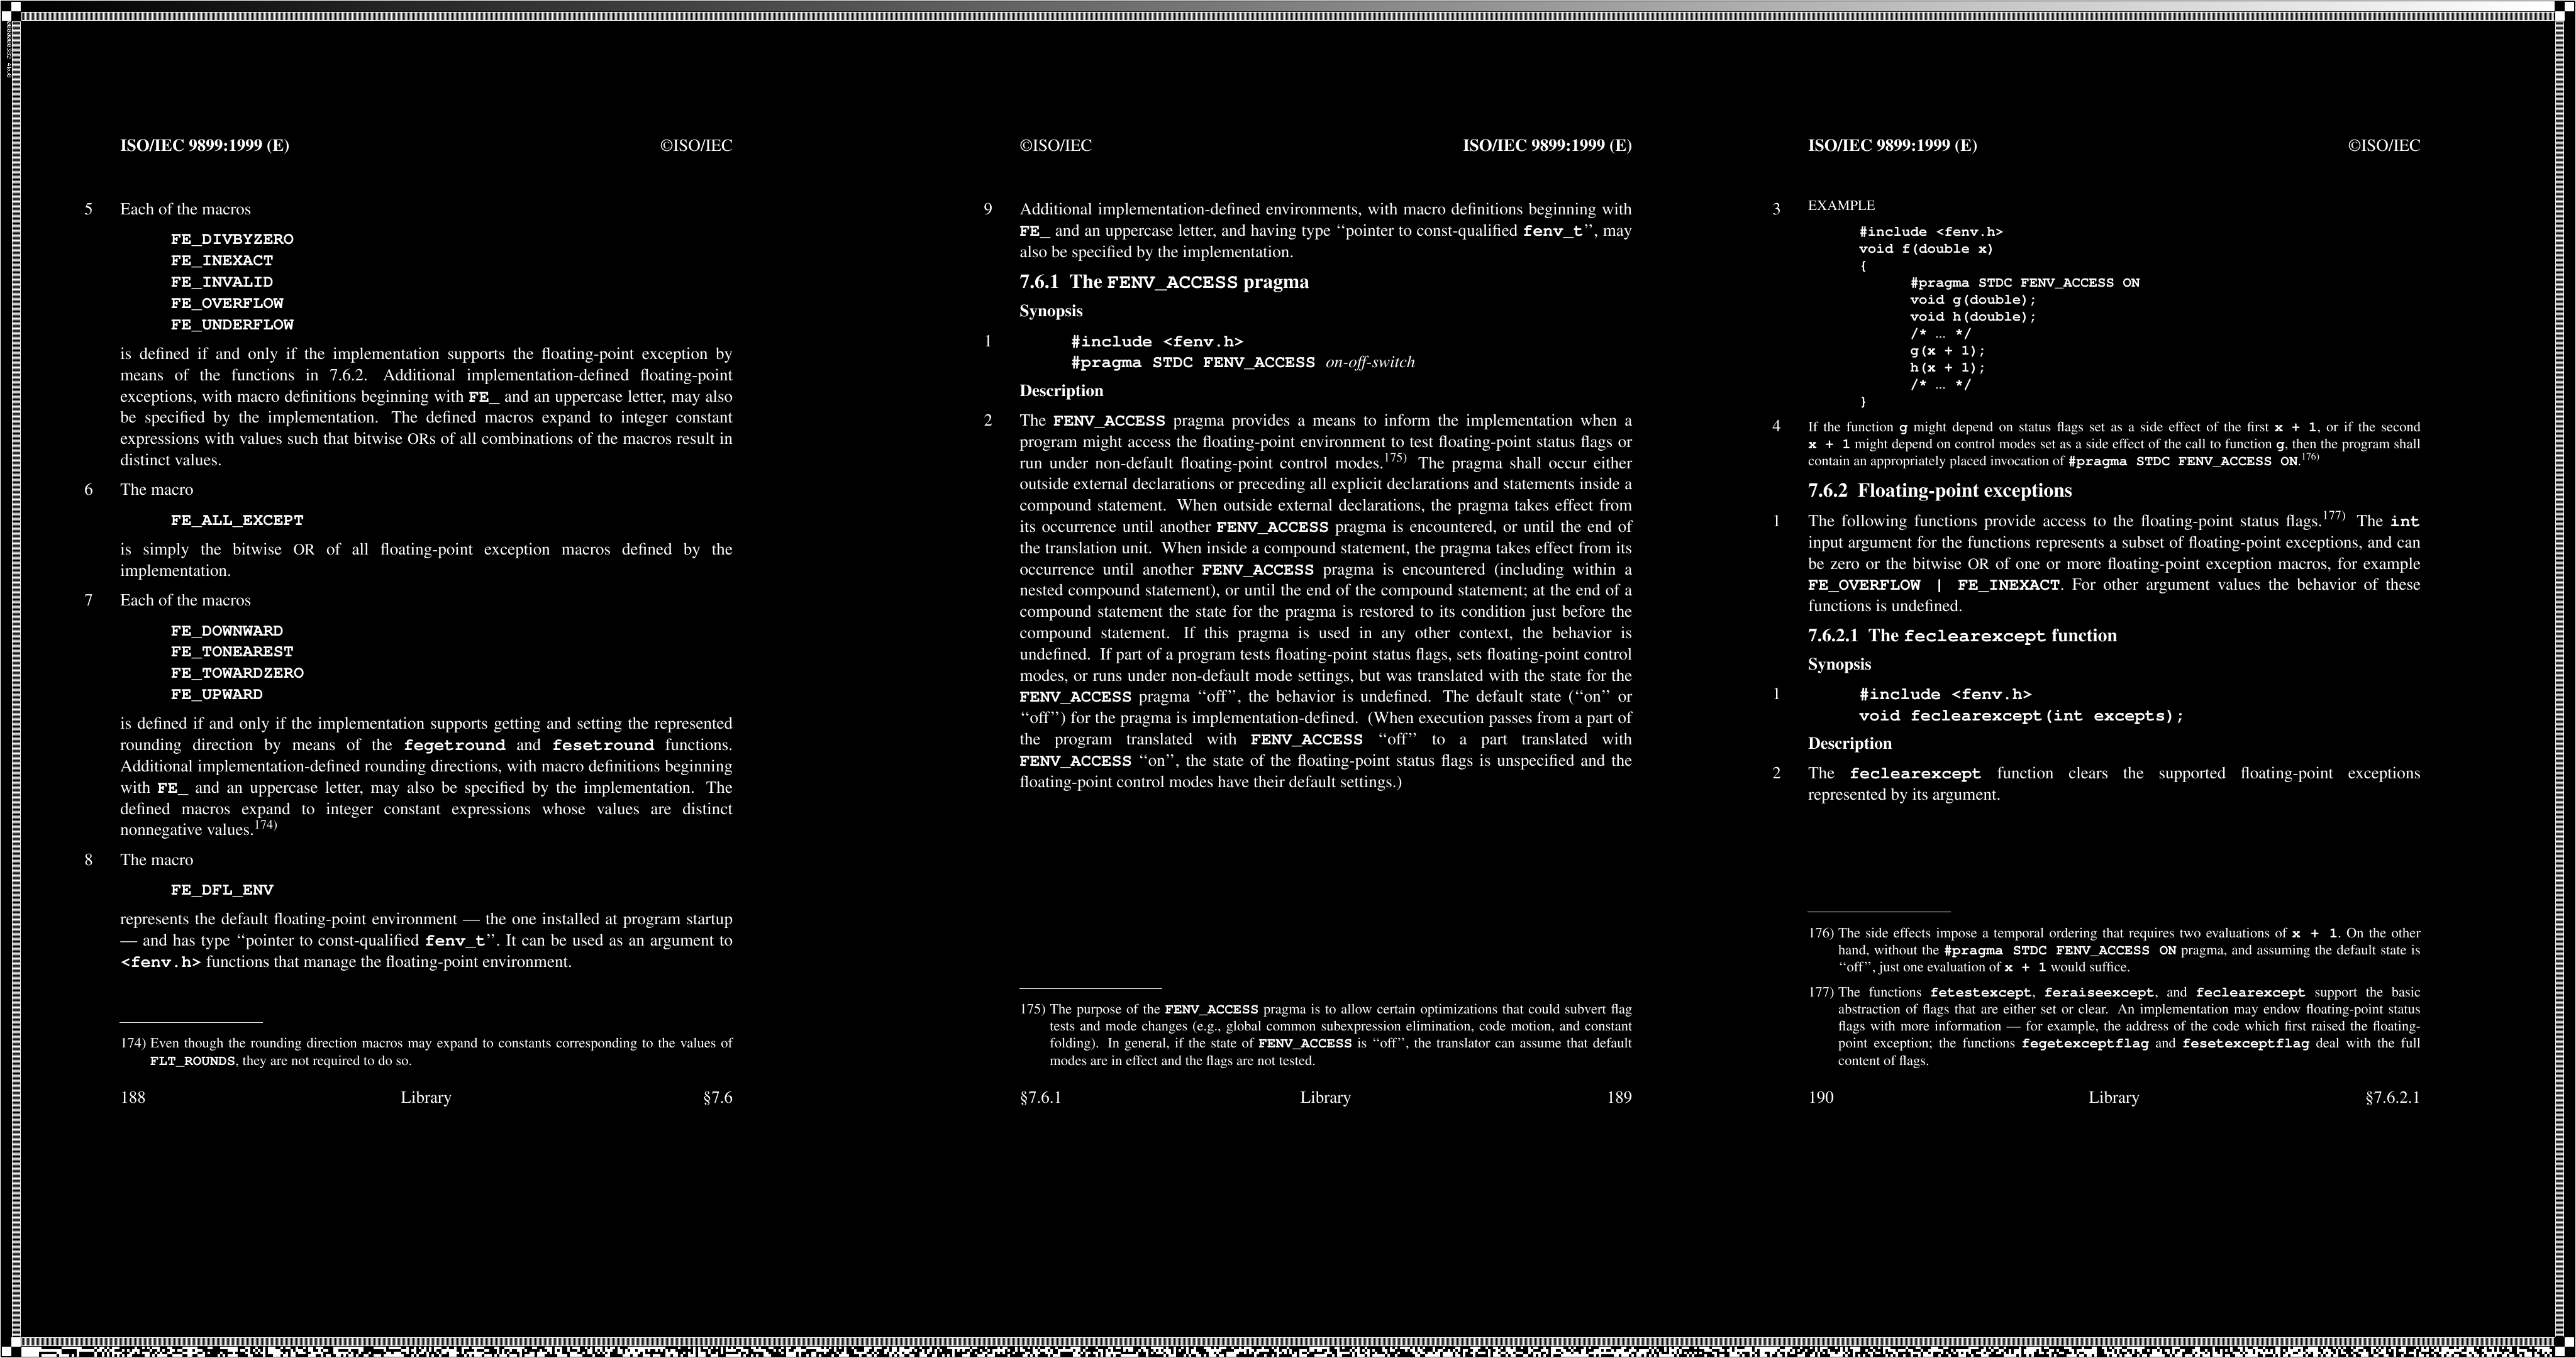 ISO/IEC 9899:1999 (E) ©ISO/IEC
5 Each of the macros
FE_DIVBYZERO
FE_INEXACT
FE_INVALID
FE_OVERFLOW
FE_UNDERFLOW
is defined if and only if the implementation supports the floating-point exception by
means of the functions in 7.6.2. Additional implementation-defined floating-point
exceptions, with macro definitions beginning with FE_ and an uppercase letter, may also
be specified by the implementation. The defined macros expand to integer constant
expressions with values such that bitwise ORs of all combinations of the macros result in
distinct values.
6 The macro
FE_ALL_EXCEPT
is simply the bitwise OR of all floating-point exception macros defined by the
implementation.
7 Each of the macros
FE_DOWNWARD
FE_TONEAREST
FE_TOWARDZERO
FE_UPWARD
is defined if and only if the implementation supports getting and setting the represented
rounding direction by means of the fegetround and fesetround functions.
Additional implementation-defined rounding directions, with macro definitions beginning
with FE_ and an uppercase letter, may also be specified by the implementation. The
defined macros expand to integer constant expressions whose values are distinct
nonnegative values.174)
8 The macro
FE_DFL_ENV
represents the default floating-point environment — the one installed at program startup
— and has type ‘‘pointer to const-qualified fenv_t’’. It can be used as an argument to
<fenv.h> functions that manage the floating-point environment.
174) Even though the rounding direction macros may expand to constants corresponding to the values of
FLT_ROUNDS, they are not required to do so.
188 Library §7.6
©ISO/IEC ISO/IEC 9899:1999 (E)
9 Additional implementation-defined environments, with macro definitions beginning with
FE_ and an uppercase letter, and having type ‘‘pointer to const-qualified fenv_t’’, may
also be specified by the implementation.
7.6.1 The FENV_ACCESS pragma
Synopsis
1 #include <fenv.h>
#pragma STDC FENV_ACCESS on-off-switch
Description
2 The FENV_ACCESS pragma provides a means to inform the implementation when a
program might access the floating-point environment to test floating-point status flags or
run under non-default floating-point control modes.175) The pragma shall occur either
outside external declarations or preceding all explicit declarations and statements inside a
compound statement. When outside external declarations, the pragma takes effect from
its occurrence until another FENV_ACCESS pragma is encountered, or until the end of
the translation unit. When inside a compound statement, the pragma takes effect from its
occurrence until another FENV_ACCESS pragma is encountered (including within a
nested compound statement), or until the end of the compound statement; at the end of a
compound statement the state for the pragma is restored to its condition just before the
compound statement. If this pragma is used in any other context, the behavior is
undefined. If part of a program tests floating-point status flags, sets floating-point control
modes, or runs under non-default mode settings, but was translated with the state for the
FENV_ACCESS pragma ‘‘off’’, the behavior is undefined. The default state (‘‘on’’ or
‘‘off’’) for the pragma is implementation-defined. (When execution passes from a part of
the program translated with FENV_ACCESS ‘‘off’’ to a part translated with
FENV_ACCESS ‘‘on’’, the state of the floating-point status flags is unspecified and the
floating-point control modes have their default settings.)
175) The purpose of the FENV_ACCESS pragma is to allow certain optimizations that could subvert flag
tests and mode changes (e.g., global common subexpression elimination, code motion, and constant
folding). In general, if the state of FENV_ACCESS is ‘‘off’’, the translator can assume that default
modes are in effect and the flags are not tested.
§7.6.1 Library 189
ISO/IEC 9899:1999 (E) ©ISO/IEC
3 EXAMPLE
#include <fenv.h>
void f(double x)
{
#pragma STDC FENV_ACCESS ON
void g(double);
void h(double);
/* ... */
g(x + 1);
h(x + 1);
/* ... */
}
4 If the function g might depend on status flags set as a side effect of the first x + 1, or if the second
x + 1 might depend on control modes set as a side effect of the call to function g, then the program shall
contain an appropriately placed invocation of #pragma STDC FENV_ACCESS ON.176)
7.6.2 Floating-point exceptions
1 The following functions provide access to the floating-point status flags.177) The int
input argument for the functions represents a subset of floating-point exceptions, and can
be zero or the bitwise OR of one or more floating-point exception macros, for example
FE_OVERFLOW | FE_INEXACT. For other argument values the behavior of these
functions is undefined.
7.6.2.1 The feclearexcept function
Synopsis
1 #include <fenv.h>
void feclearexcept(int excepts);
Description
2 The feclearexcept function clears the supported floating-point exceptions
represented by its argument.
176) The side effects impose a temporal ordering that requires two evaluations of x + 1. On the other
hand, without the #pragma STDC FENV_ACCESS ON pragma, and assuming the default state is
‘‘off’’, just one evaluation of x + 1 would suffice.
177) The functions fetestexcept, feraiseexcept, and feclearexcept support the basic
abstraction of flags that are either set or clear. An implementation may endow floating-point status
flags with more information — for example, the address of the code which first raised the floating-
point exception; the functions fegetexceptflag and fesetexceptflag deal with the full
content of flags.
190 Library §7.6.2.1